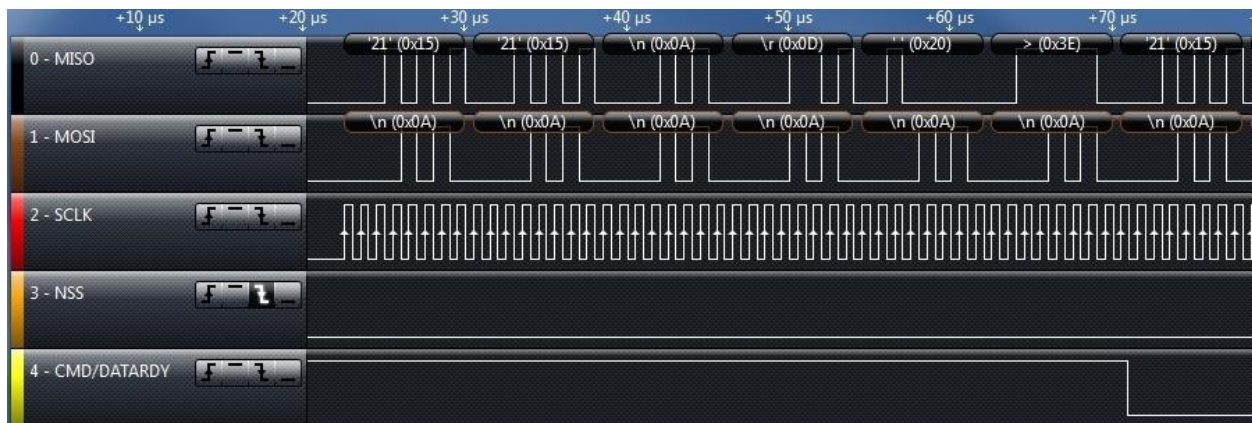 +10 µs +20 µs +30 µs +40 µs +50 µs +60 µs +70 µs
0 - MISO '21' (0x15) '21' (0x15) \n (0x0A) \r (0x0D) ' ' (0x20) > (0x3E) '21' (0x15)
1 - MOSI \n (0x0A) \n (0x0A) \n (0x0A) \n (0x0A) \n (0x0A) \n (0x0A) \n (0x0A)
2 - SCLK
3 - NSS
4 - CMD/DATARDY